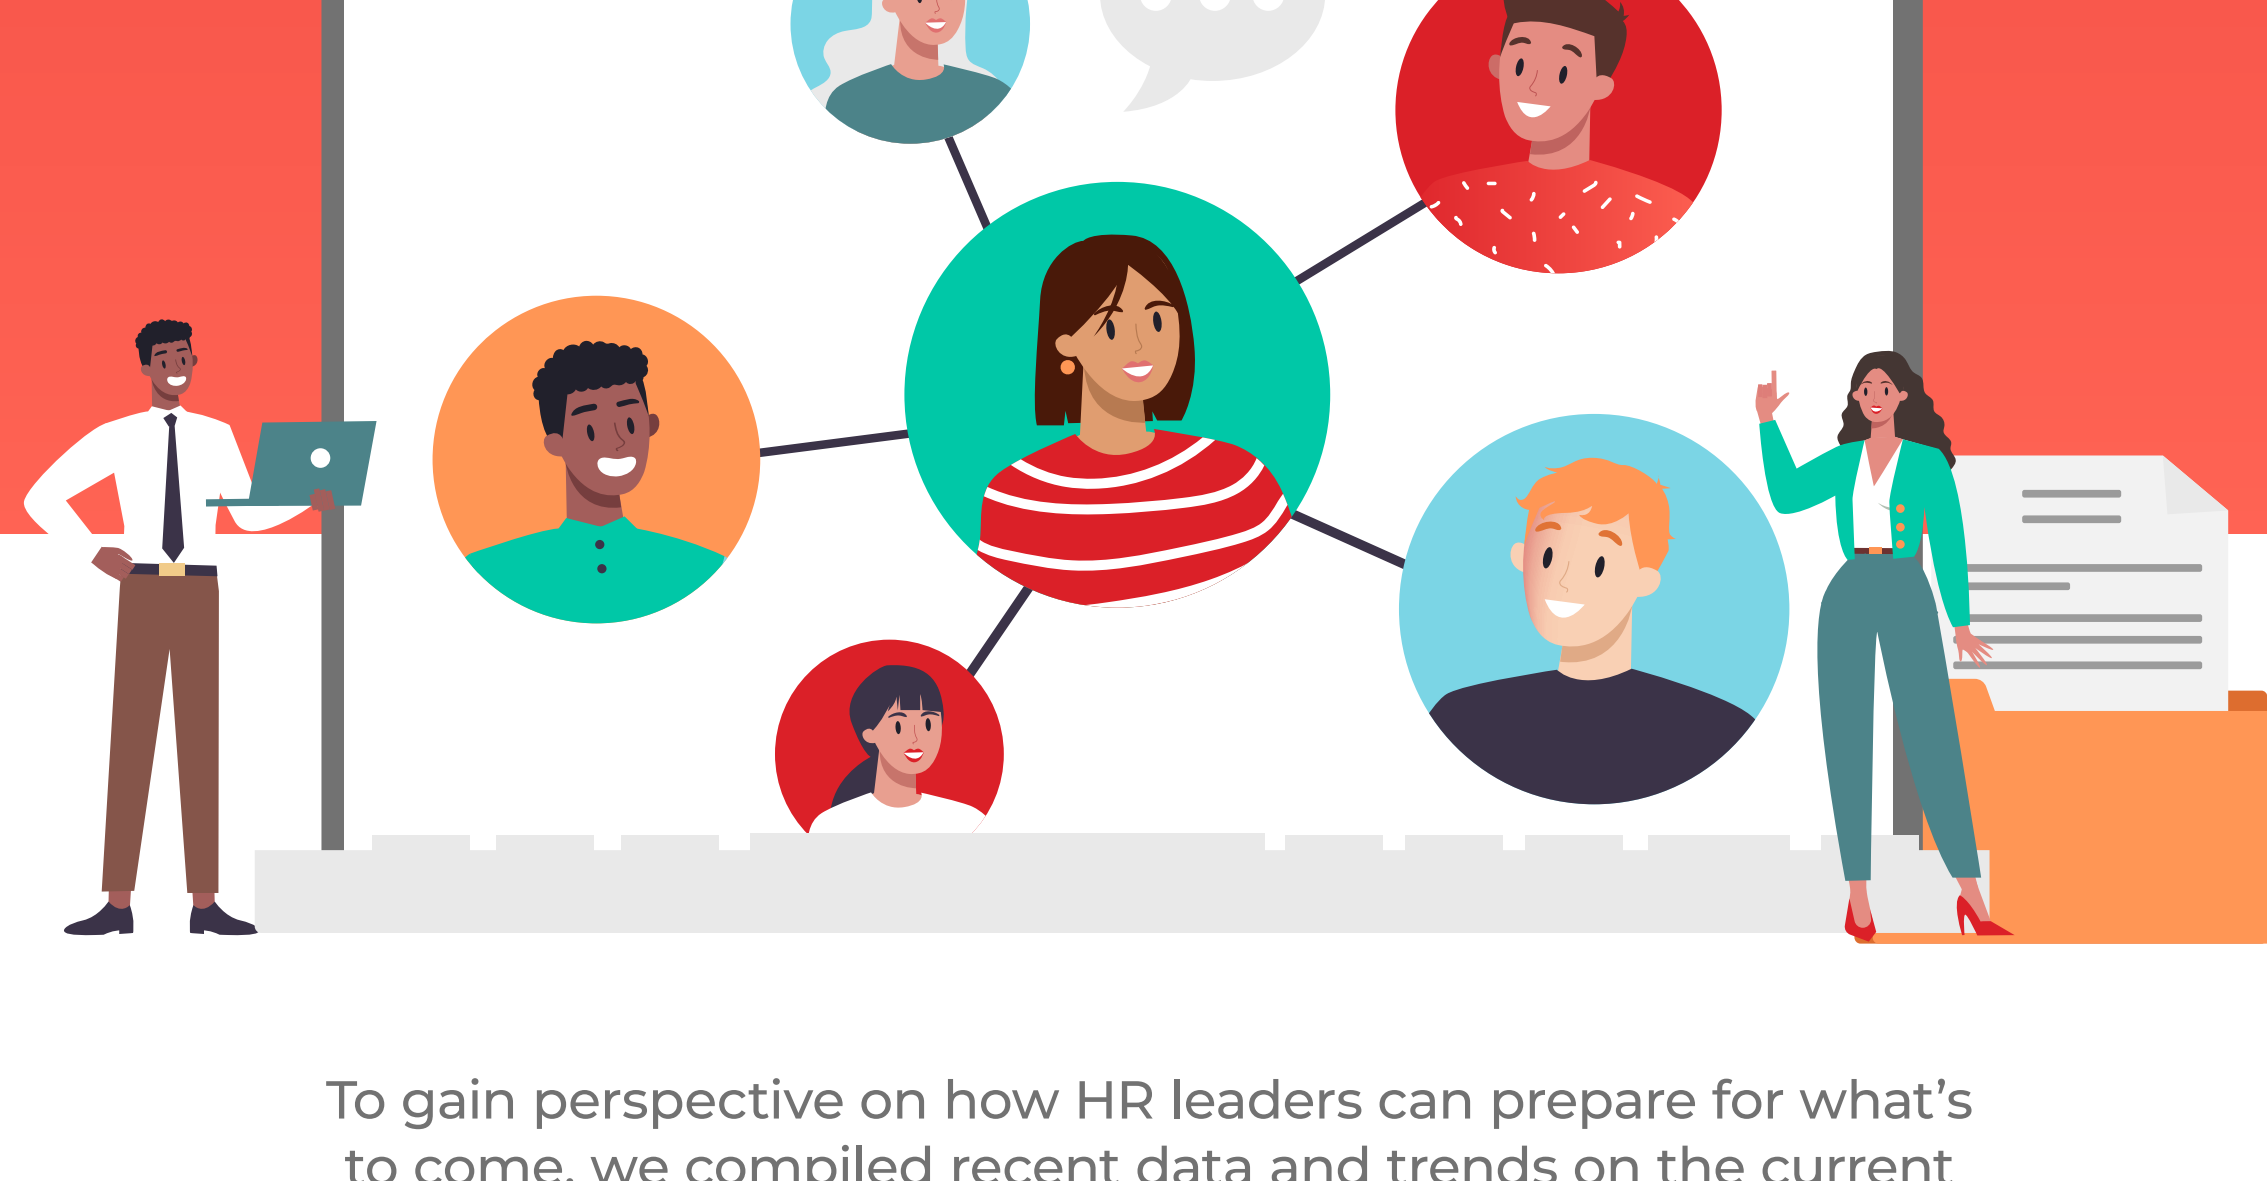 To gain perspective on how HR leaders can prepare for what’s
to come, we compiled recent data and trends on the current